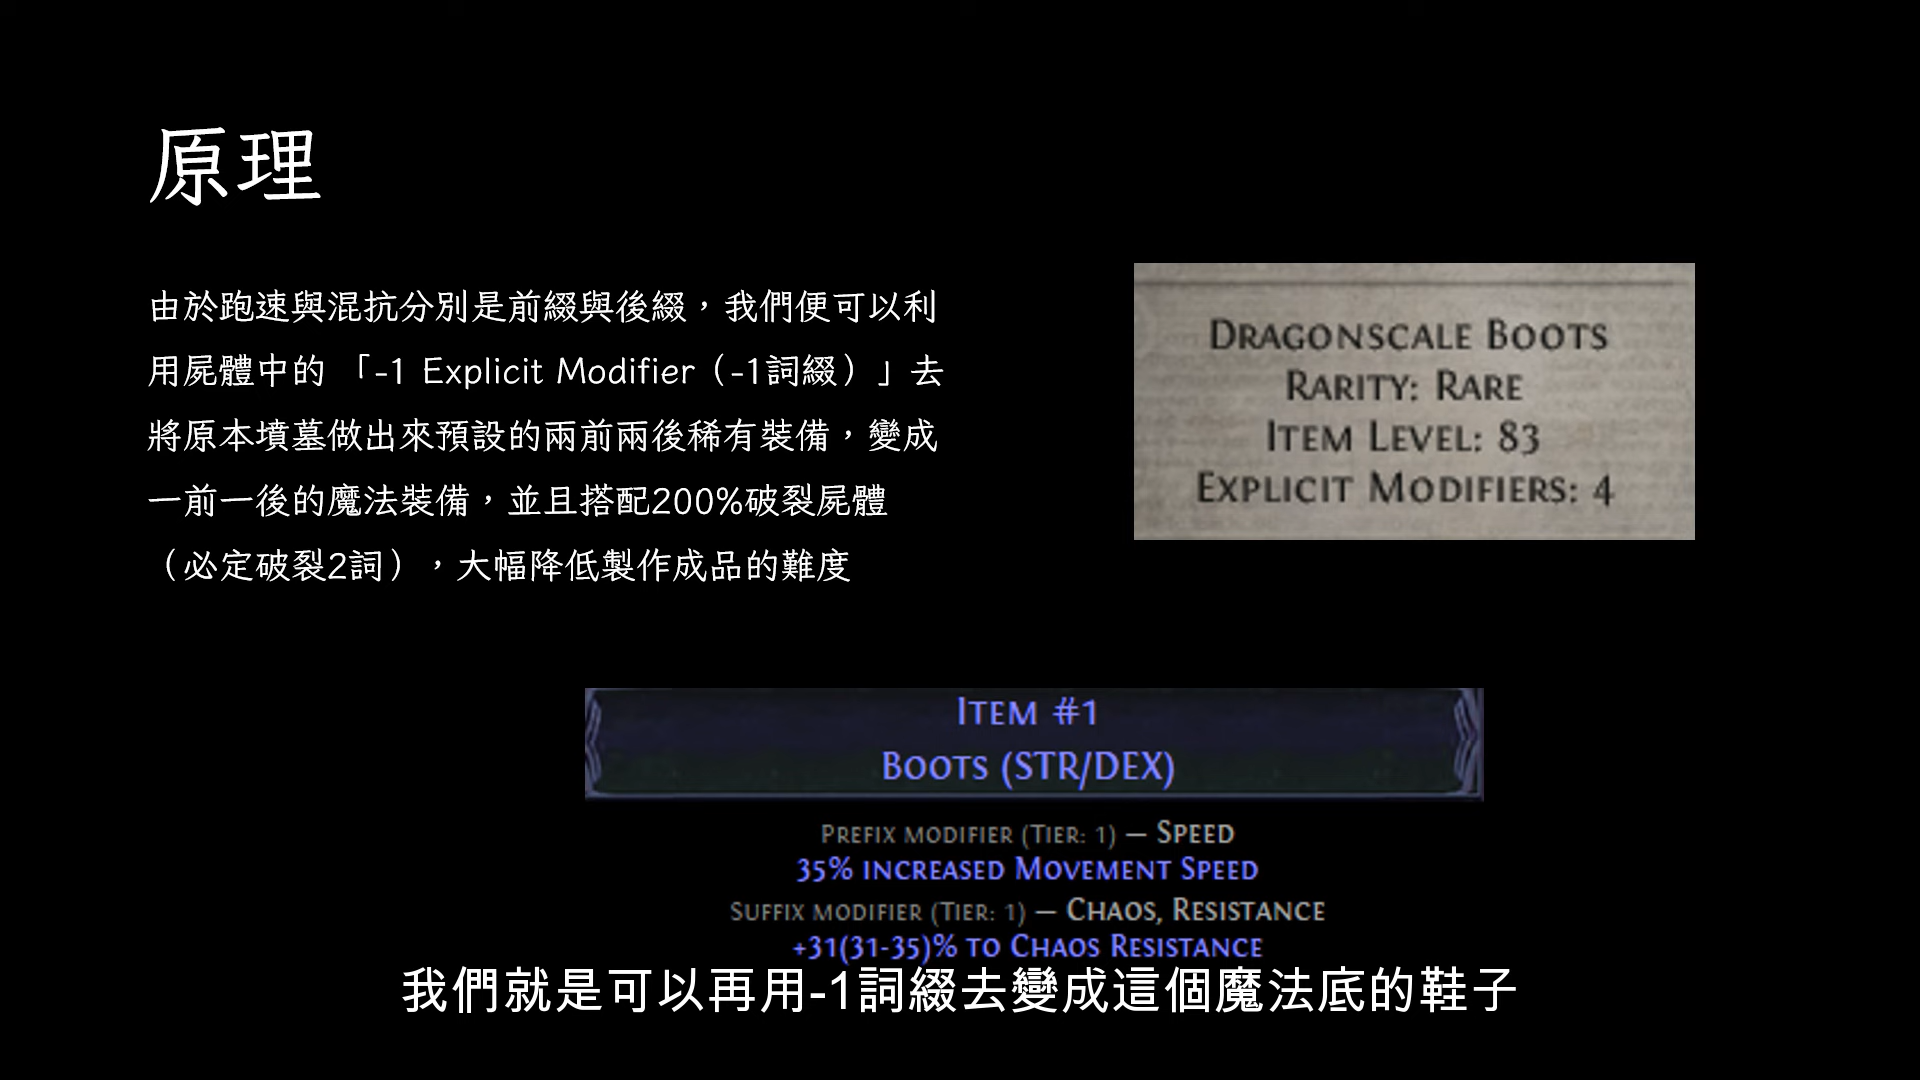 原理
由於跑速與混抗分別是前綴與後綴，我們便可以利
用屍體中的「-1 Explicit Modifier（-1詞綴）」去
將原本墳墓做出來預設的兩前兩後稀有裝備，變成
一前一後的魔法裝備，並且搭配200%破裂屍體
（必定破裂2詞），大幅降低製作成品的難度
DRAGONSCALE BOOTS
RARITY: RARE
ITEM LEVEL: 83
EXPLICIT MODIFIERS: 4
ITEM #1
BOOTS (STR/DEX)
PREFIX MODIFIER (TIER: 1) — SPEED
35% INCREASED MOVEMENT SPEED
SUFFIX MODIFIER (TIER: 1) — CHAOS, RESISTANCE
+31(31-35)% TO CHAOS RESISTANCE
我們就是可以再用-1詞綴去變成這個魔法底的鞋子